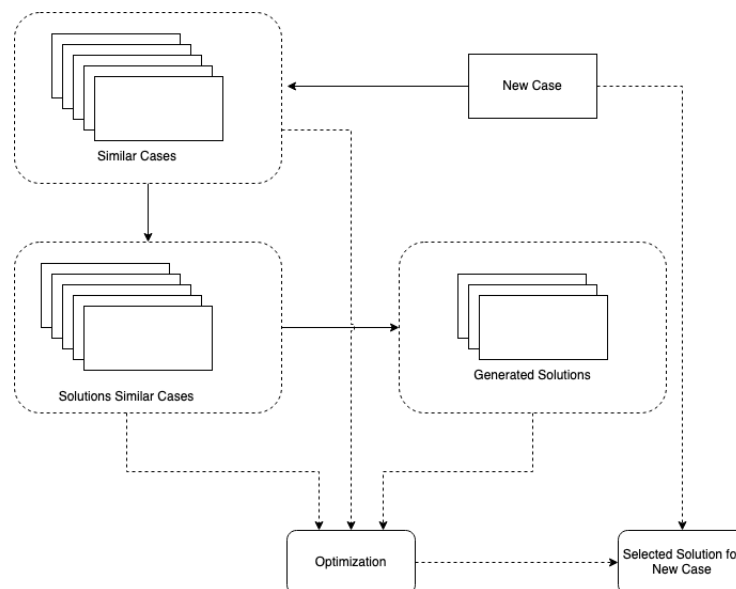 New Case
Similar Cases
Solutions Similar Cases
Generated Solutions
Optimization
Selected Solution fo
New Case